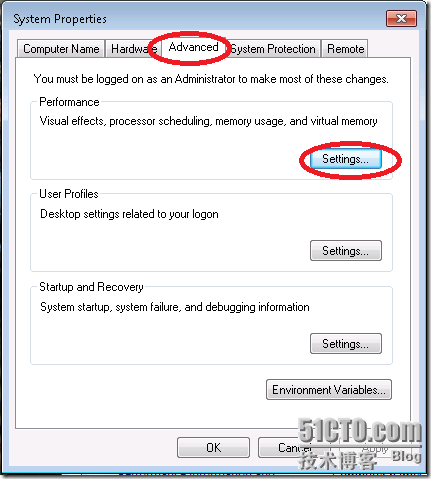 System Properties
Computer Name Hardware Advanced System Protection Remote
You must be logged on as an Administrator to make most of these changes.
Performance
Visual effects, processor scheduling, memory usage, and virtual memory
Settings...
User Profiles
Desktop settings related to your logon
Settings...
Startup and Recovery
System startup, system failure, and debugging information
Settings...
Environment Variables...
OK Cancel Apply
51CTO.com
技术博客 Blog